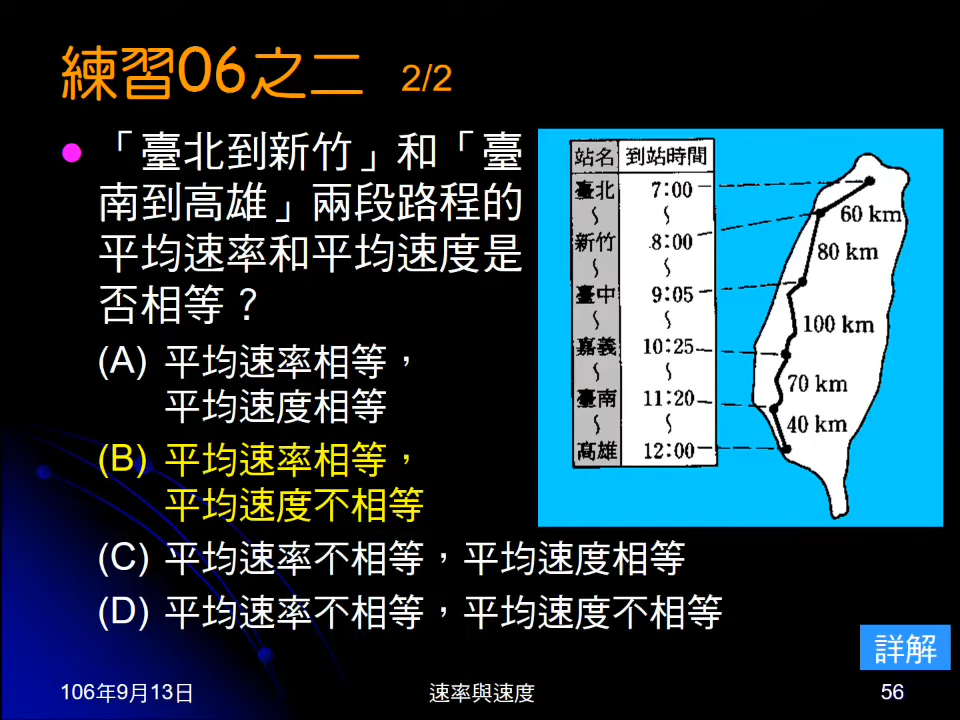 練習06之二 2/2
「臺北到新竹」和「臺
南到高雄」兩段路程的
平均速率和平均速度是
否相等？
(A) 平均速率相等，
平均速度相等
(B) 平均速率相等，
平均速度不相等
(C) 平均速率不相等，平均速度相等
(D) 平均速率不相等，平均速度不相等
站名 到站時間
臺北 7:00
～ ～
新竹 8:00
～ ～
臺中 9:05
～ ～
嘉義 10:25
～ ～
臺南 11:20
～ ～
高雄 12:00
60 km
80 km
100 km
70 km
40 km
詳解
106年9月13日 速率與速度 56